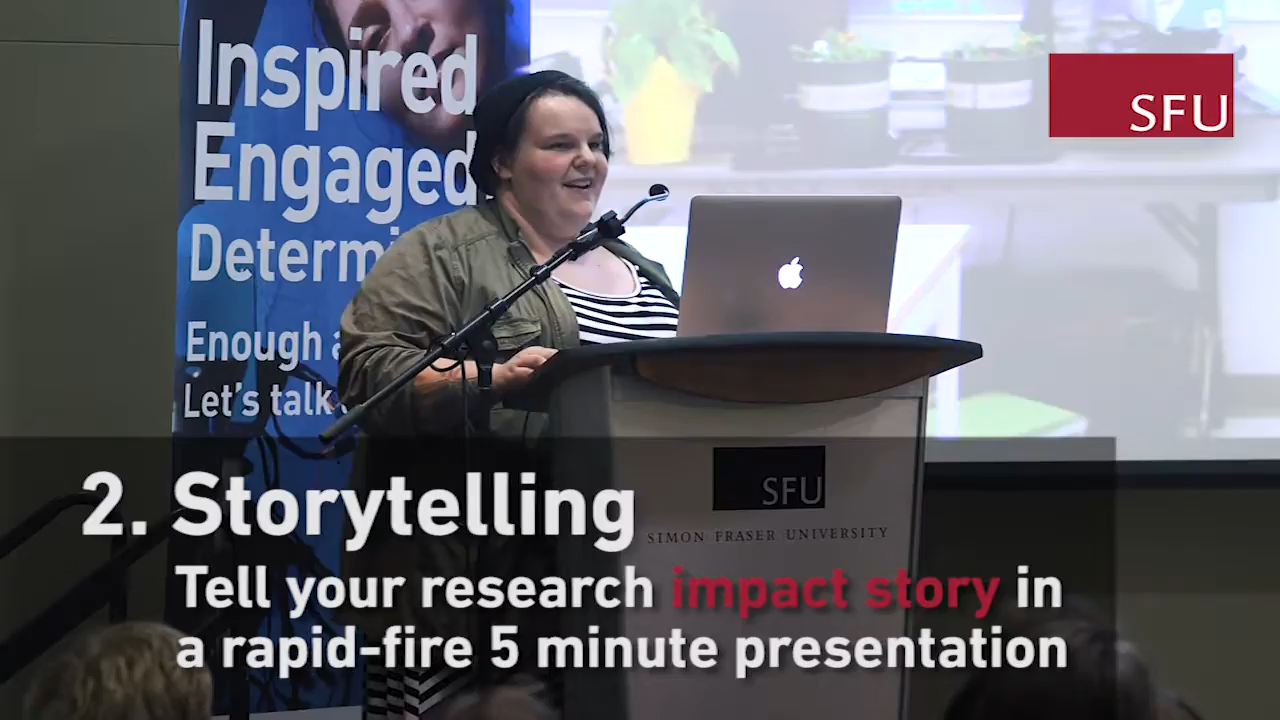 Inspired
Engaged.
Determi
Enough a
Let's talk
SFU
SFU
SIMON FRASER UNIVERSITY
2. Storytelling
Tell your research impact story in
a rapid-fire 5 minute presentation